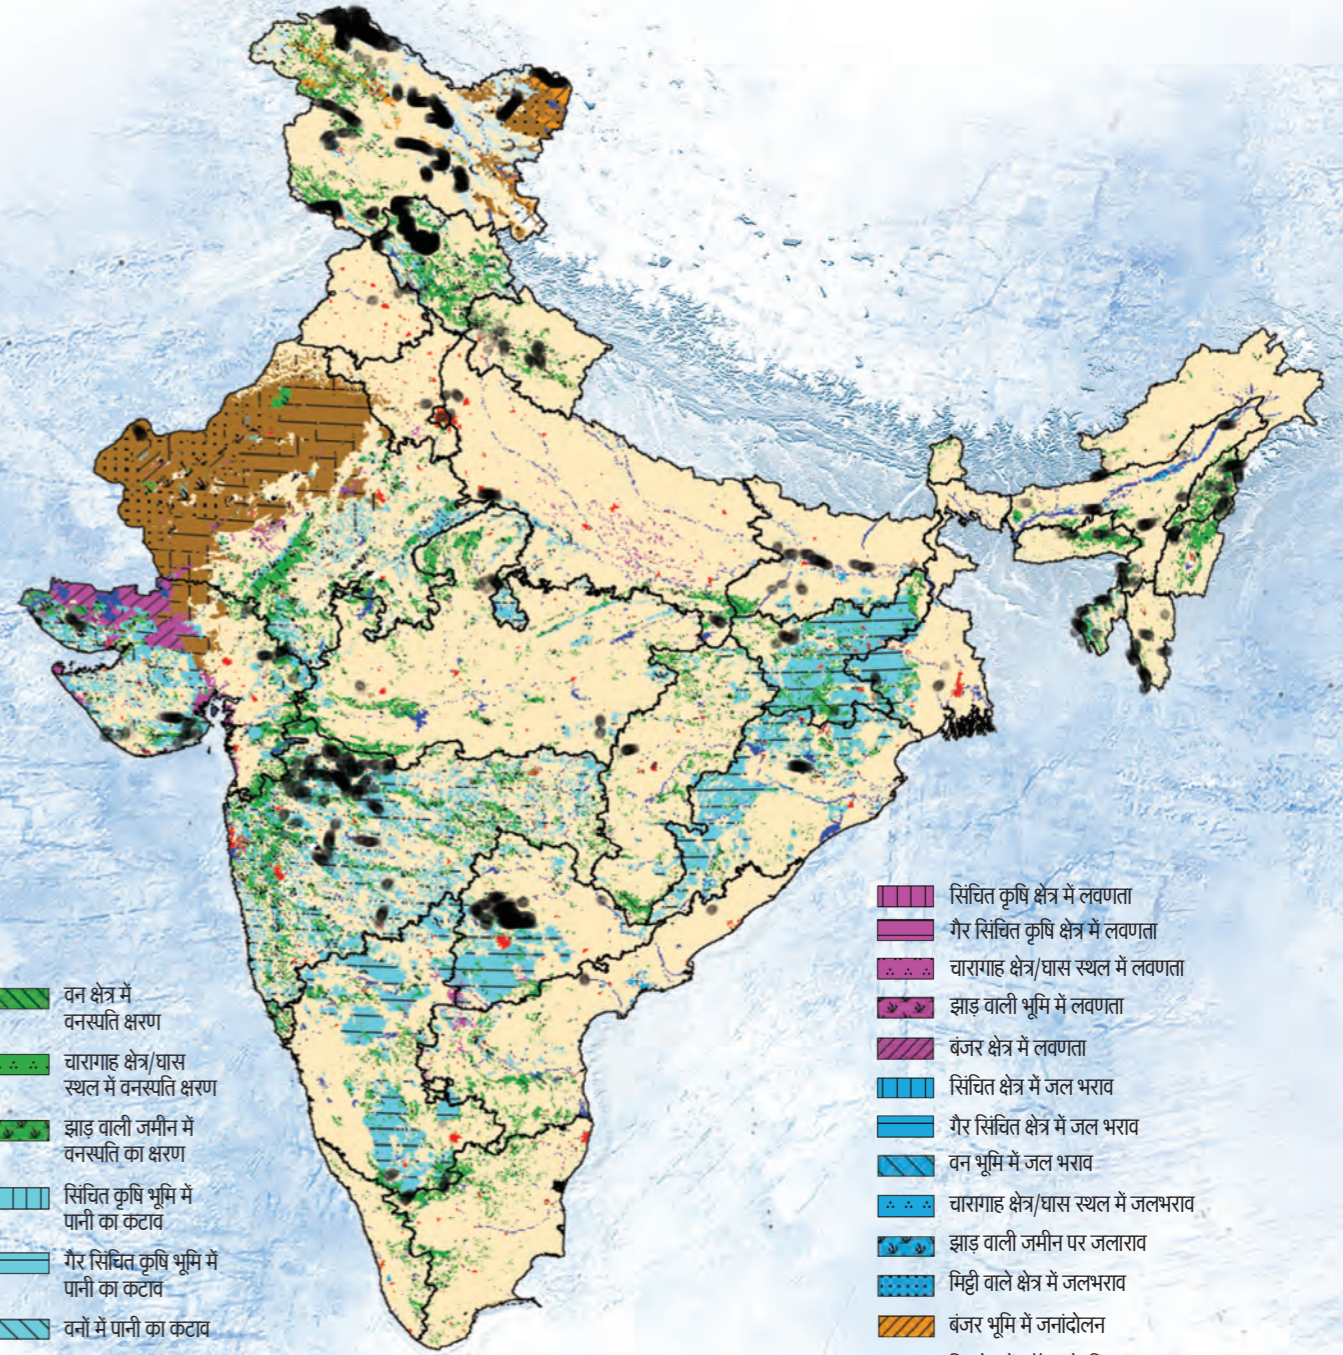 वन क्षेत्र में
वनस्पति क्षरण
चारागाह क्षेत्र/घास
स्थल में वनस्पति क्षरण
झाड़ वाली जमीन में
वनस्पति का क्षरण
सिंचित कृषि भूमि में
पानी का कटाव
गैर सिंचित कृषि भूमि में
पानी का कटाव
वनों में पानी का कटाव
सिंचित कृषि क्षेत्र में लवणता
गैर सिंचित कृषि क्षेत्र में लवणता
चारागाह क्षेत्र/घास स्थल में लवणता
झाड़ वाली भूमि में लवणता
बंजर क्षेत्र में लवणता
सिंचित क्षेत्र में जल भराव
गैर सिंचित क्षेत्र में जल भराव
वन भूमि में जल भराव
चारागाह क्षेत्र/घास स्थल में जलभराव
झाड़ वाली जमीन पर जलाराव
मिट्टी वाले क्षेत्र में जलभराव
बंजर भूमि में जनांदोलन